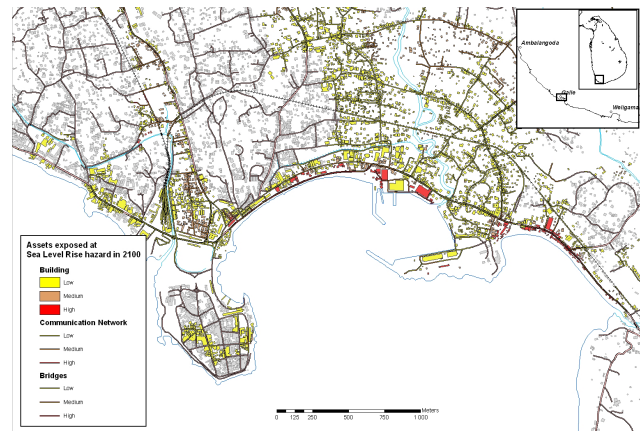 Ambalangoda
Galle
Weligama
Assets exposed at
Sea Level Rise hazard in 2100
Building
Low
Medium
High
Communication Network
Low
Medium
High
Bridges
Low
Medium
High
Meters
0 125 250 500 750 1.000